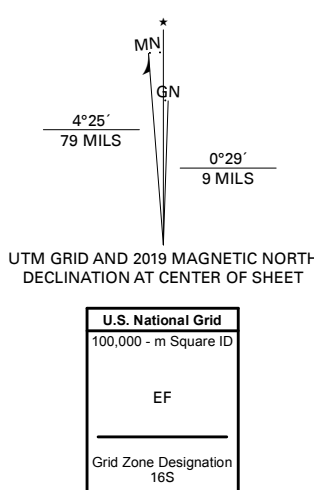 ★
MN
GN
4°25´
79 MILS
0°29´
9 MILS
UTM GRID AND 2019 MAGNETIC NORTH
DECLINATION AT CENTER OF SHEET
U.S. National Grid
100,000 - m Square ID
EF
Grid Zone Designation
16S